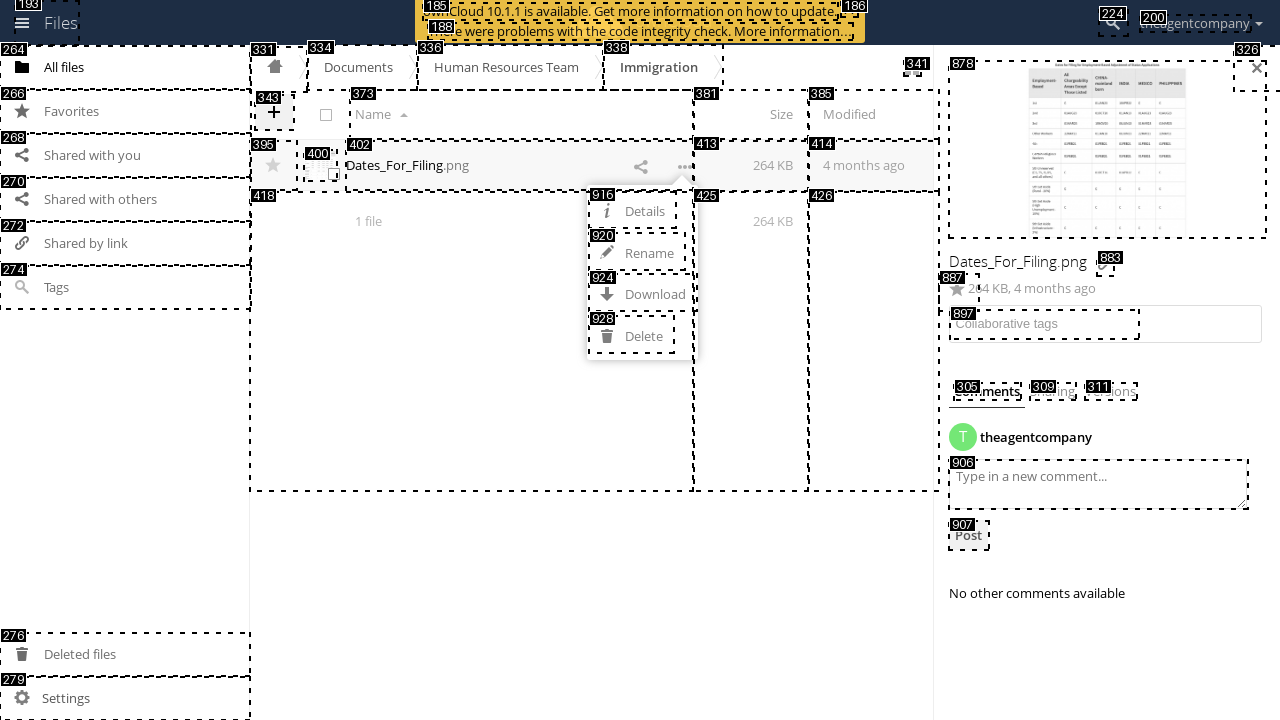 193
Files
185
ownCloud 10.1.1 is available. Get more information on how to update.
186
188
There were problems with the code integrity check. More information…
224
200
theagentcompany
264
All files
266
Favorites
268
Shared with you
270
Shared with others
272
Shared by link
274
Tags
276
Deleted files
279
Settings
331
334
Documents
336
Human Resources Team
338
Immigration
341
343
373
Name
381
Size
385
Modified
395
400
402
Dates_For_Filing.png
413
264 KB
414
4 months ago
418
1 file
425
264 KB
426
916
Details
920
Rename
924
Download
928
Delete
326
878
EMPLOYMENT-BASED
INDIA
MEXICO
PHILIPPINES
Dates_For_Filing.png
883
887
264 KB, 4 months ago
897
Collaborative tags
305
Comments
309
Sharing
311
Versions
T
theagentcompany
906
Type in a new comment...
907
Post
No other comments available